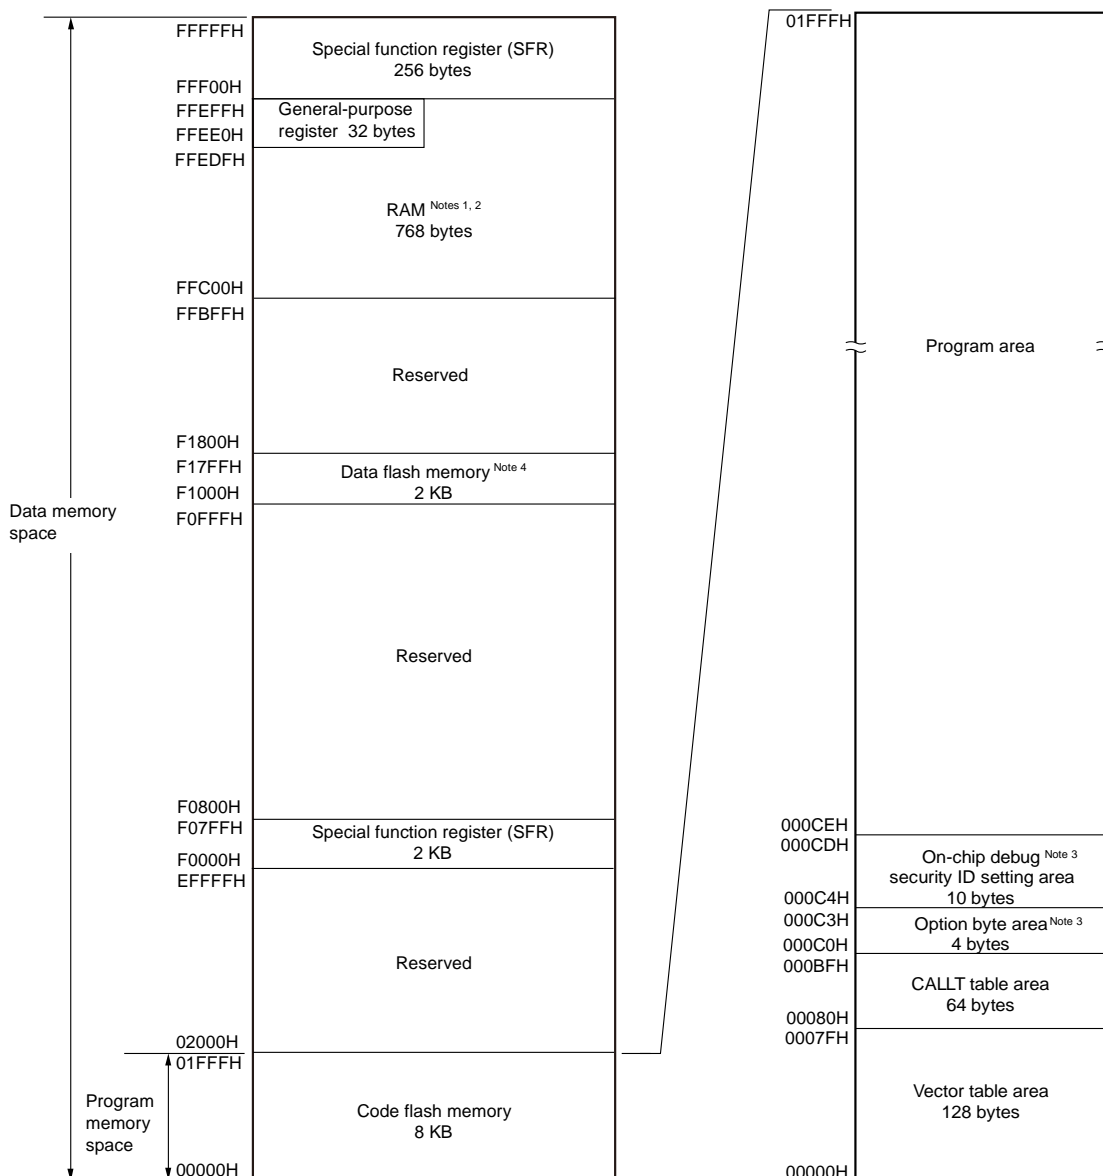 FFFFFH
Special function register (SFR)
256 bytes
FFF00H
FFEFFH
General-purpose
register 32 bytes
FFEE0H
FFEDFH
RAM Notes 1, 2
768 bytes
FFC00H
FFBFFH
Reserved
F1800H
F17FFH
Data flash memory Note 4
2 KB
F1000H
F0FFFH
Data memory
space
Reserved
F0800H
F07FFH
Special function register (SFR)
2 KB
F0000H
EFFFFH
Reserved
02000H
01FFFH
Program
memory
space
Code flash memory
8 KB
00000H
01FFFH
Program area
000CEH
000CDH
On-chip debug Note 3
security ID setting area
10 bytes
000C4H
000C3H
Option byte area Note 3
4 bytes
000C0H
000BFH
CALLT table area
64 bytes
00080H
0007FH
Vector table area
128 bytes
00000H